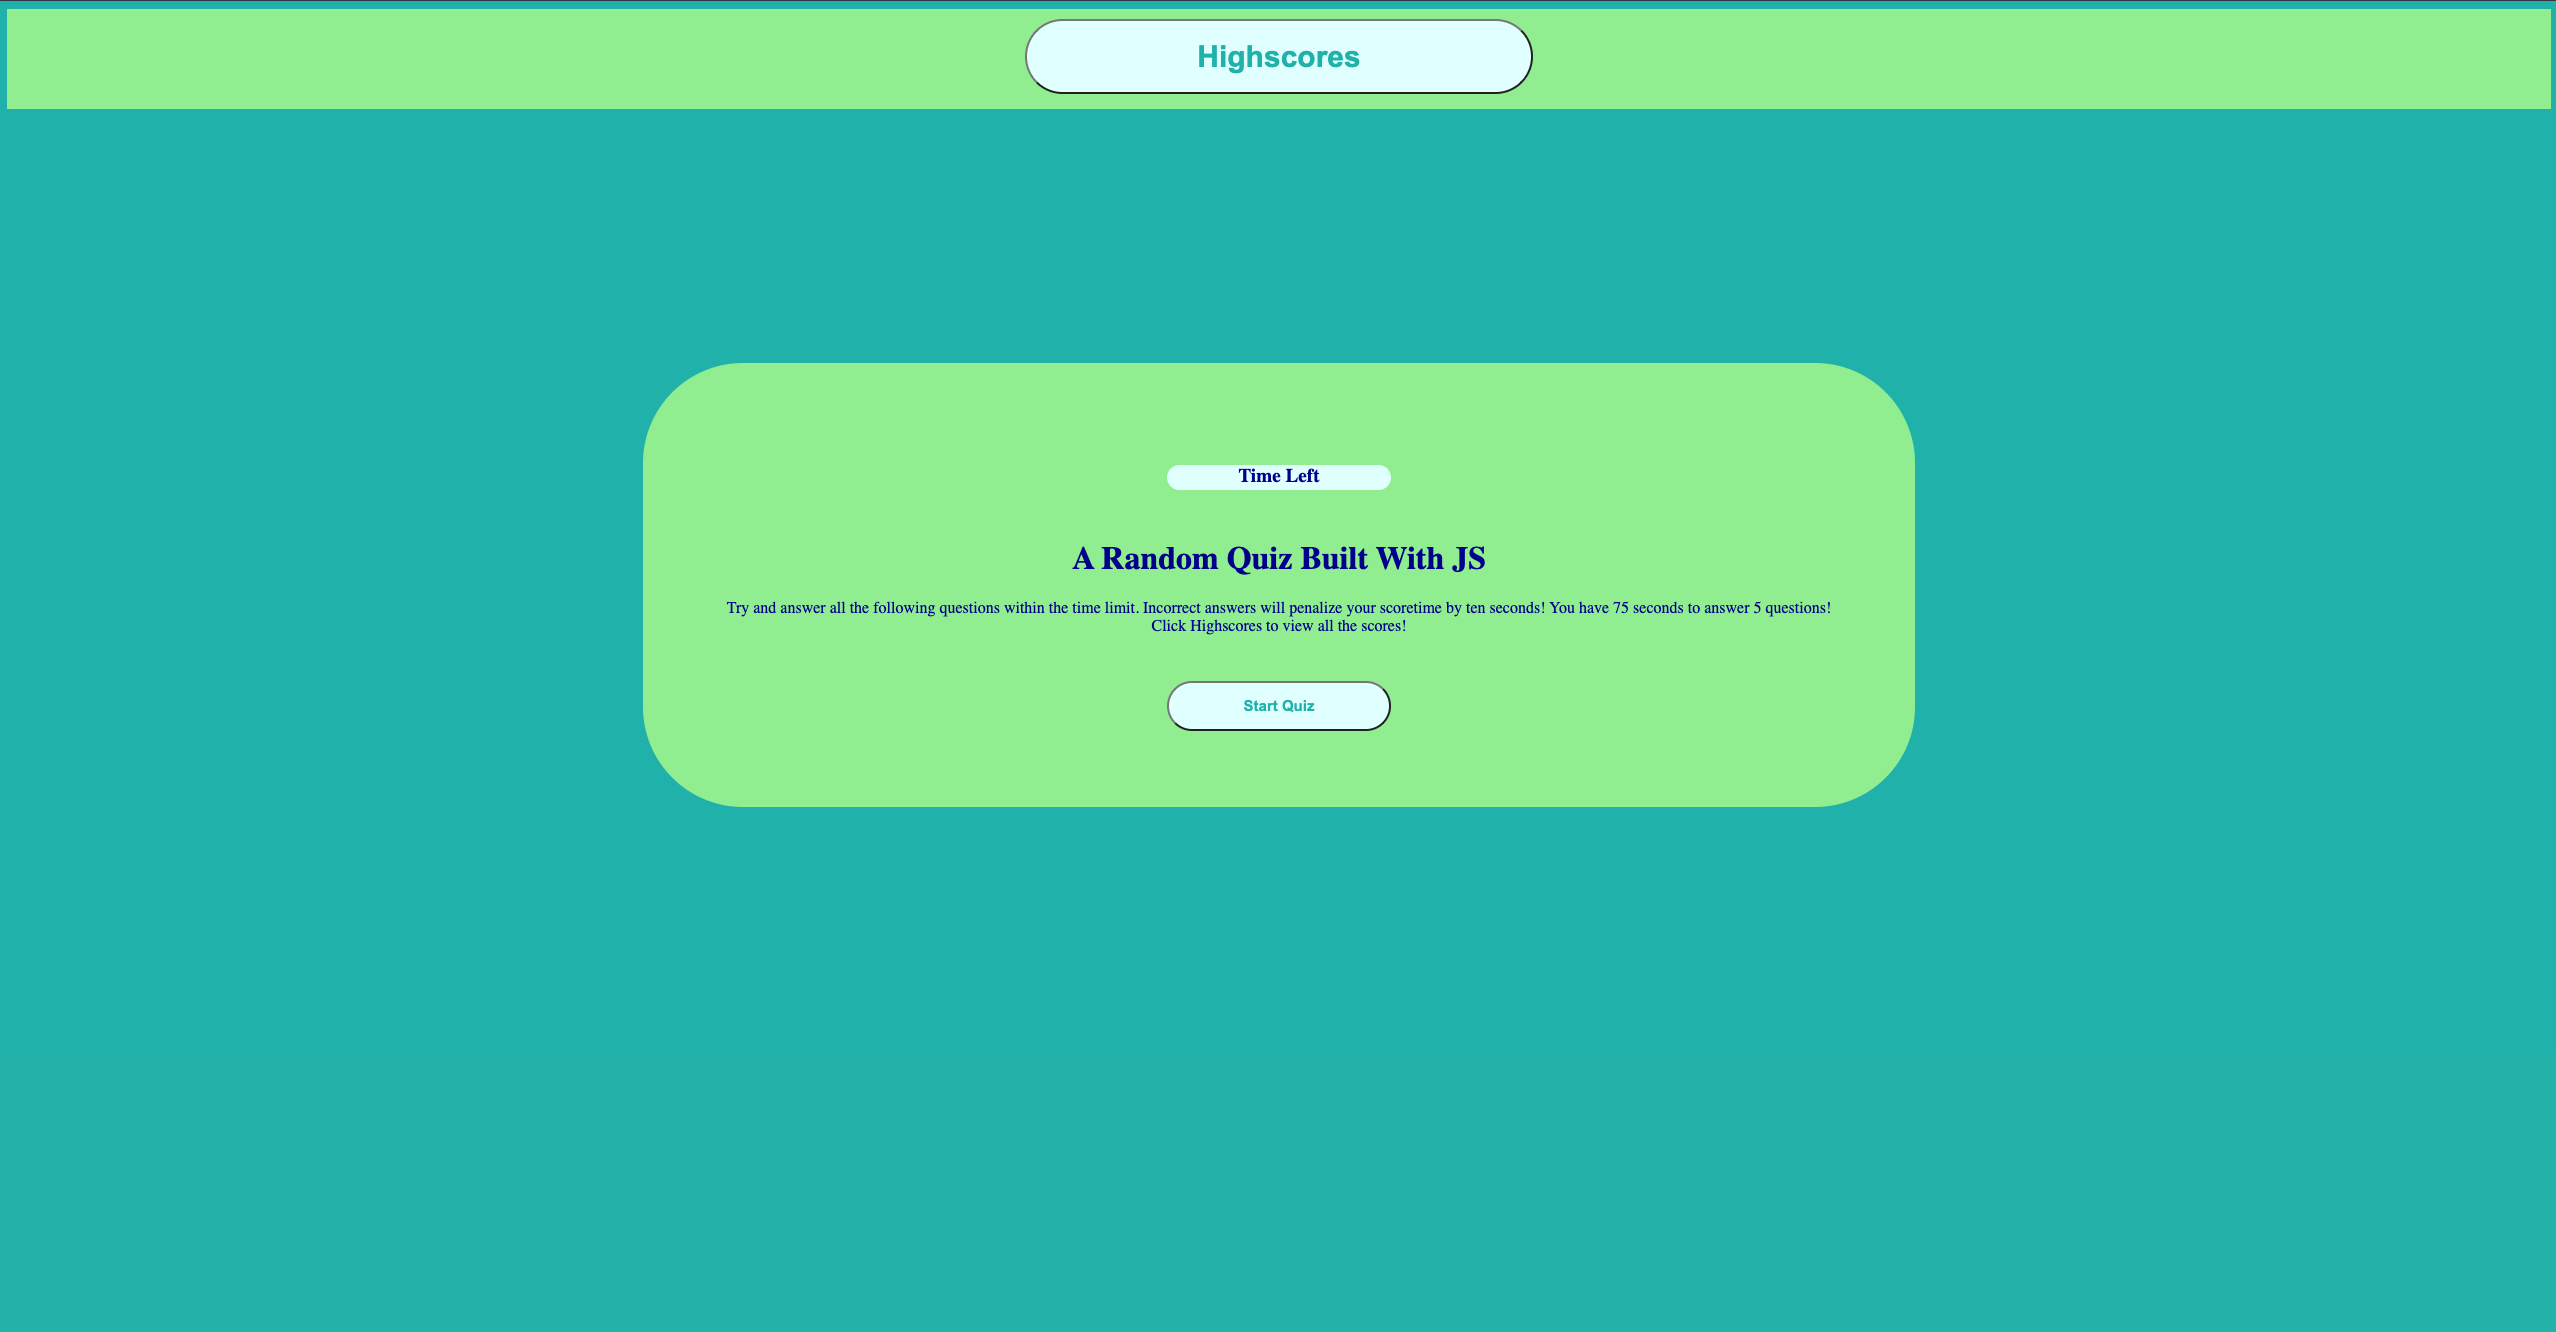 Highscores
Time Left
A Random Quiz Built With JS
Try and answer all the following questions within the time limit. Incorrect answers will penalize your scoretime by ten seconds! You have 75 seconds to answer 5 questions!
Click Highscores to view all the scores!
Start Quiz